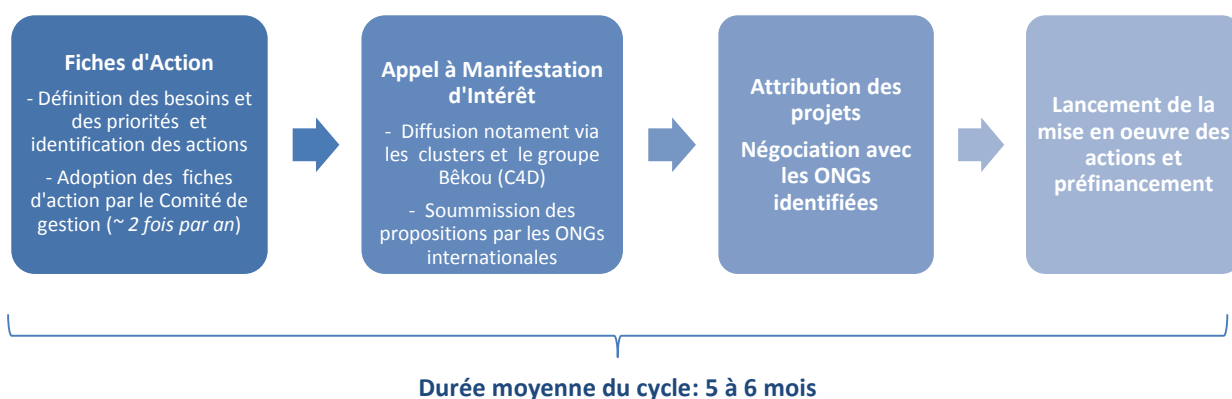 Fiches d'Action
- Définition des besoins et
des priorités et
identification des actions
- Adoption des fiches
d'action par le Comité de
gestion (~ 2 fois par an)
Appel à Manifestation
d'Intérêt
- Diffusion notament via
les clusters et le groupe
Bêkou (C4D)
- Soummission des
propositions par les ONGs
internationales
Attribution des
projets
Négociation avec
les ONGs
identifiées
Lancement de la
mise en oeuvre des
actions et
préfinancement
Durée moyenne du cycle: 5 à 6 mois